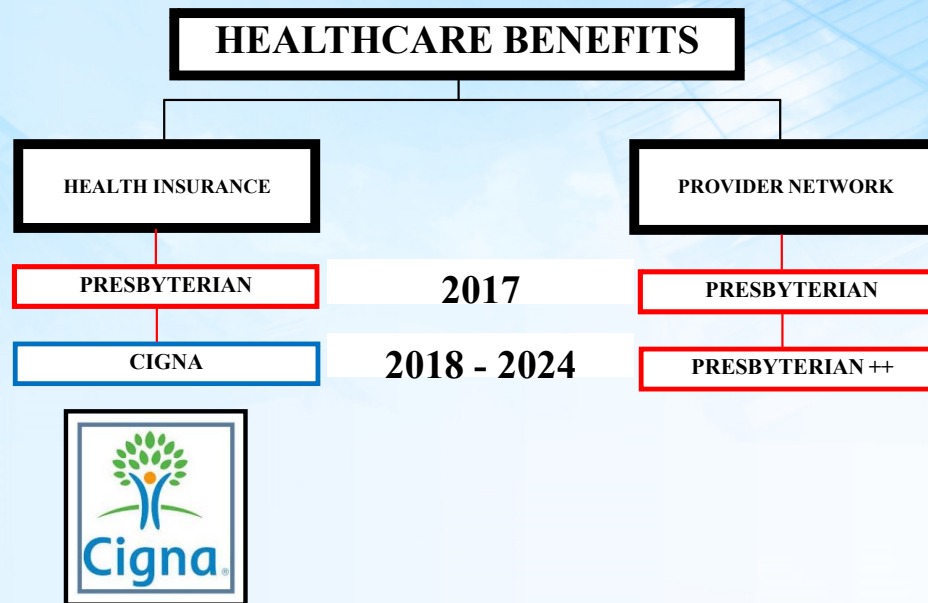 HEALTHCARE BENEFITS
HEALTH INSURANCE
PROVIDER NETWORK
PRESBYTERIAN
2017
PRESBYTERIAN
CIGNA
2018 - 2024
PRESBYTERIAN ++
Cigna®